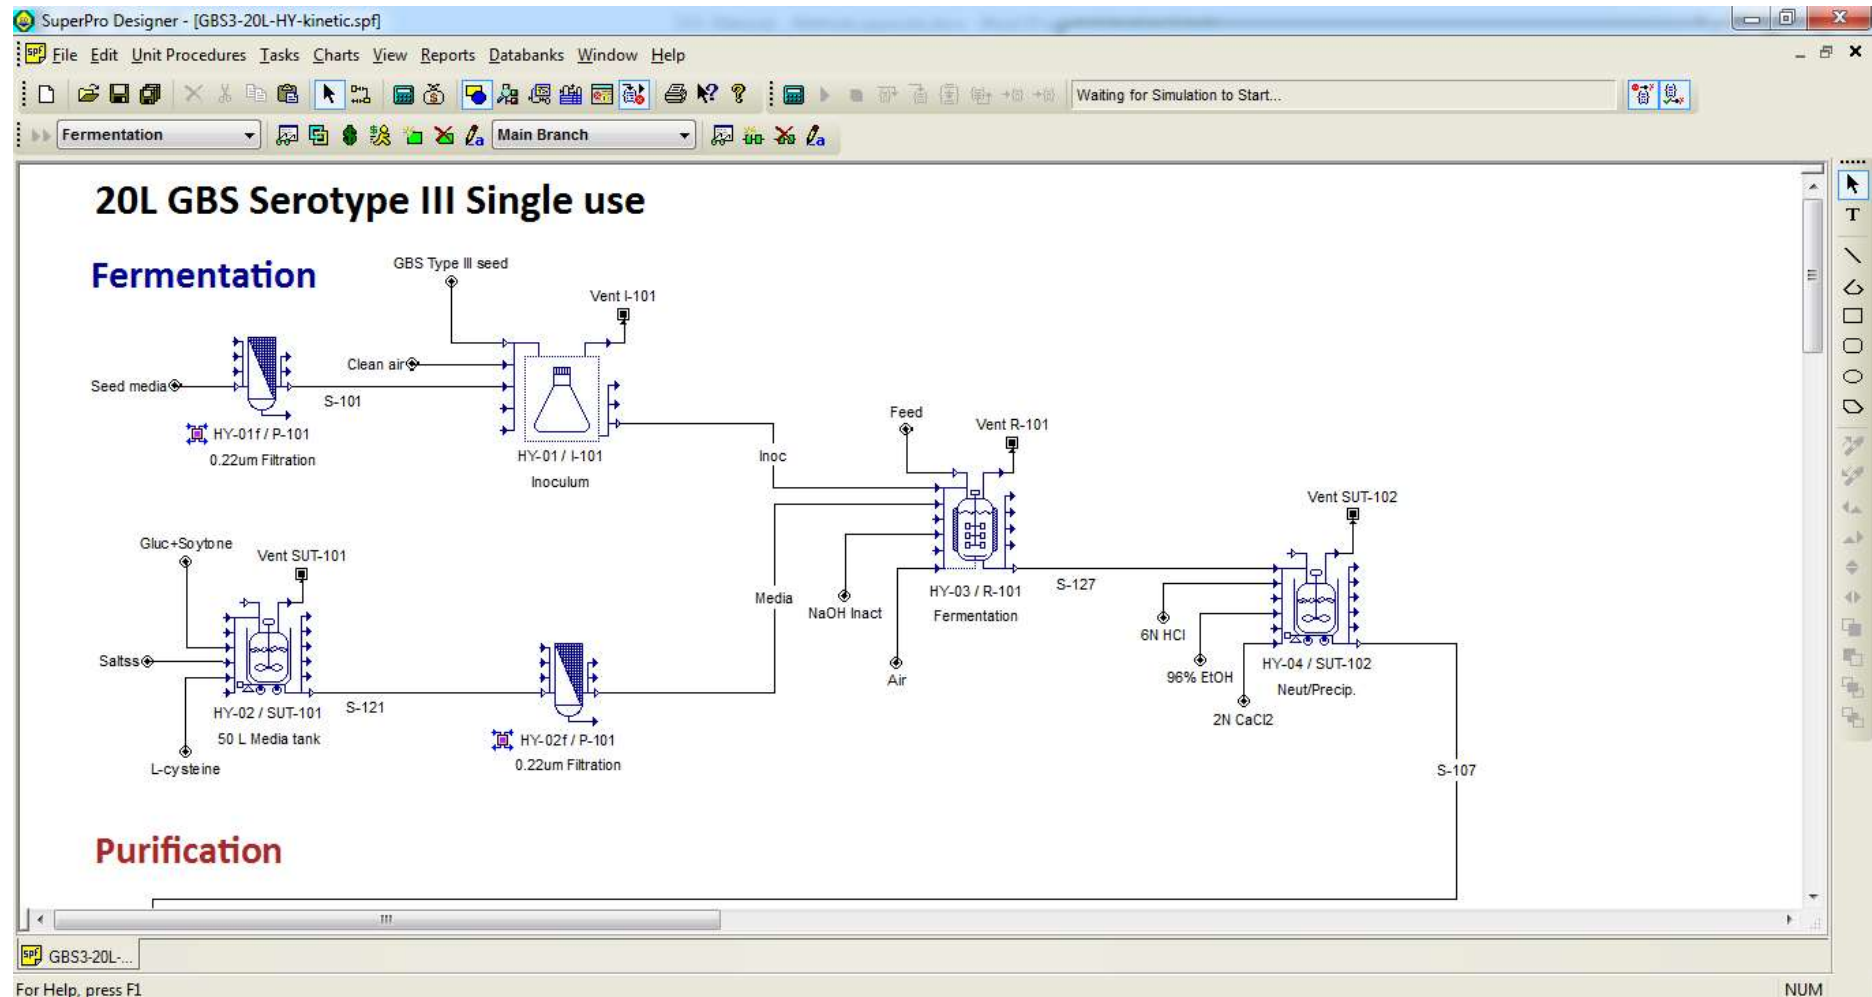 SuperPro Designer - [GBS3-20L-HY-kinetic.spf]
File Edit Unit Procedures Tasks Charts View Reports Databanks Window Help
Waiting for Simulation to Start...
Fermentation
Main Branch
20L GBS Serotype III Single use
Fermentation
GBS Type III seed
Vent I-101
Clean air
Seed media
S-101
HY-01f / P-101
0.22um Filtration
HY-01 / I-101
Inoculum
Inoc
Feed
Vent R-101
Gluc+Soytone
Vent SUT-101
Saltss
HY-02 / SUT-101
50 L Media tank
L-cysteine
S-121
HY-02f / P-101
0.22um Filtration
Media
NaOH Inact
Air
HY-03 / R-101
Fermentation
S-127
Vent SUT-102
6N HCl
96% EtOH
2N CaCl2
HY-04 / SUT-102
Neut/Precip.
S-107
Purification
GBS3-20L-...
For Help, press F1
NUM